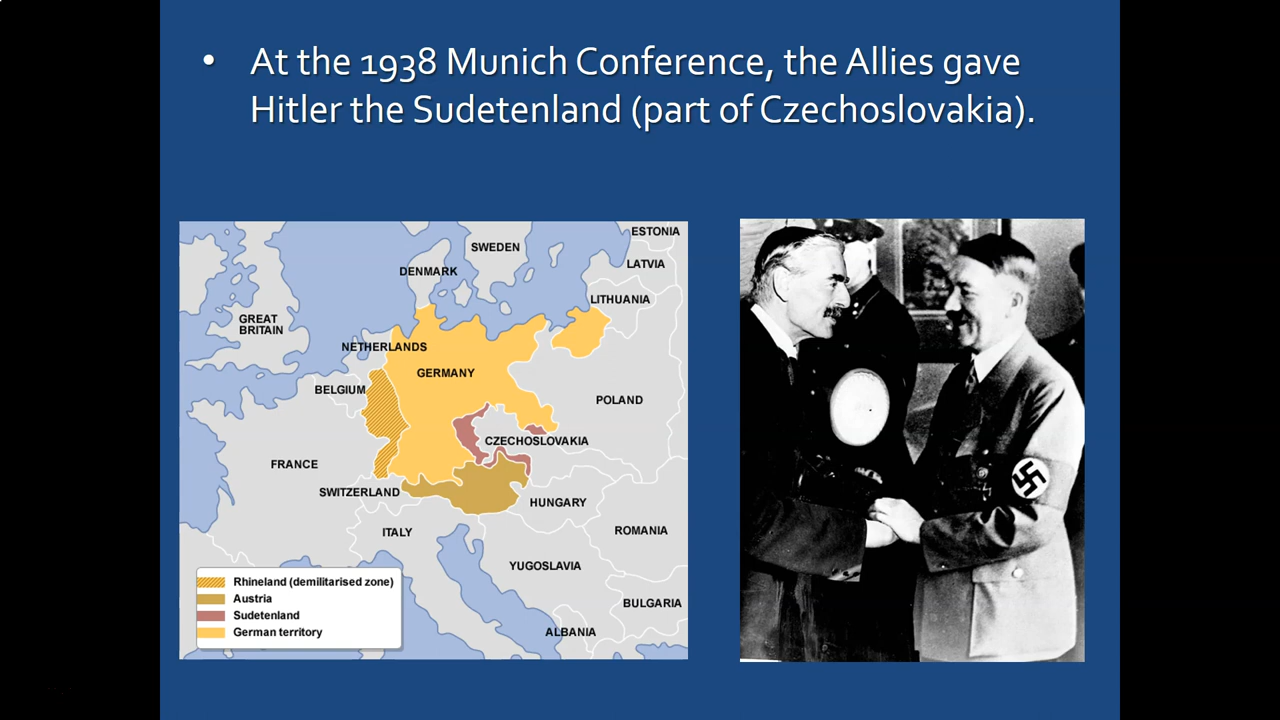 • At the 1938 Munich Conference, the Allies gave
Hitler the Sudetenland (part of Czechoslovakia).
ESTONIA
SWEDEN
LATVIA
DENMARK
LITHUANIA
GREAT
BRITAIN
NETHERLANDS
GERMANY
BELGIUM
POLAND
CZECHOSLOVAKIA
FRANCE
SWITZERLAND
HUNGARY
ITALY
ROMANIA
YUGOSLAVIA
BULGARIA
ALBANIA
Rhineland (demilitarised zone)
Austria
Sudetenland
German territory